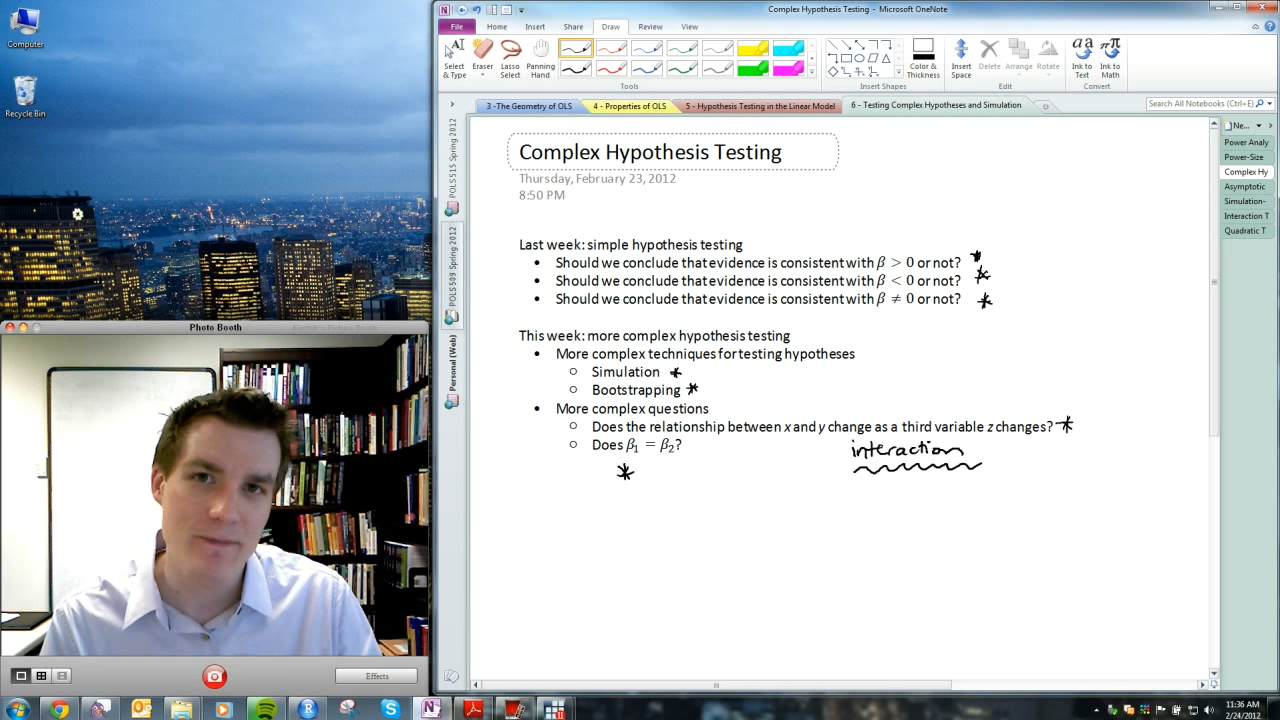 Complex Hypothesis Testing - Microsoft OneNote
File Home Insert Share Draw Review View
Select & Type
Eraser
Lasso Select
Panning Hand
Color & Thickness
Insert Space
Delete
Arrange
Rotate
Ink to Text
Ink to Math
Tools
Insert Shapes
Edit
Convert
Computer
Recycle Bin
3 -The Geometry of OLS
4 - Properties of OLS
5 - Hypothesis Testing in the Linear Model
6 - Testing Complex Hypotheses and Simulation
Search All Notebooks (Ctrl+E)
POLS515 Spring 2012
POLS509 Spring 2012
Personal (Web)
Ne...
Power Analy
Power-Size
Complex Hy
Asymptotic
Simulation-
Interaction T
Quadratic T
Complex Hypothesis Testing
Thursday, February 23, 2012
8:50 PM
Last week: simple hypothesis testing
• Should we conclude that evidence is consistent with β > 0 or not? *
• Should we conclude that evidence is consistent with β < 0 or not? *
• Should we conclude that evidence is consistent with β ≠ 0 or not? *
This week: more complex hypothesis testing
• More complex techniques for testing hypotheses
○ Simulation *
○ Bootstrapping *
• More complex questions
○ Does the relationship between x and y change as a third variable z changes? *
interaction
○ Does β₁ = β₂?
*
Photo Booth
Effects
11:36 AM
2/24/2012